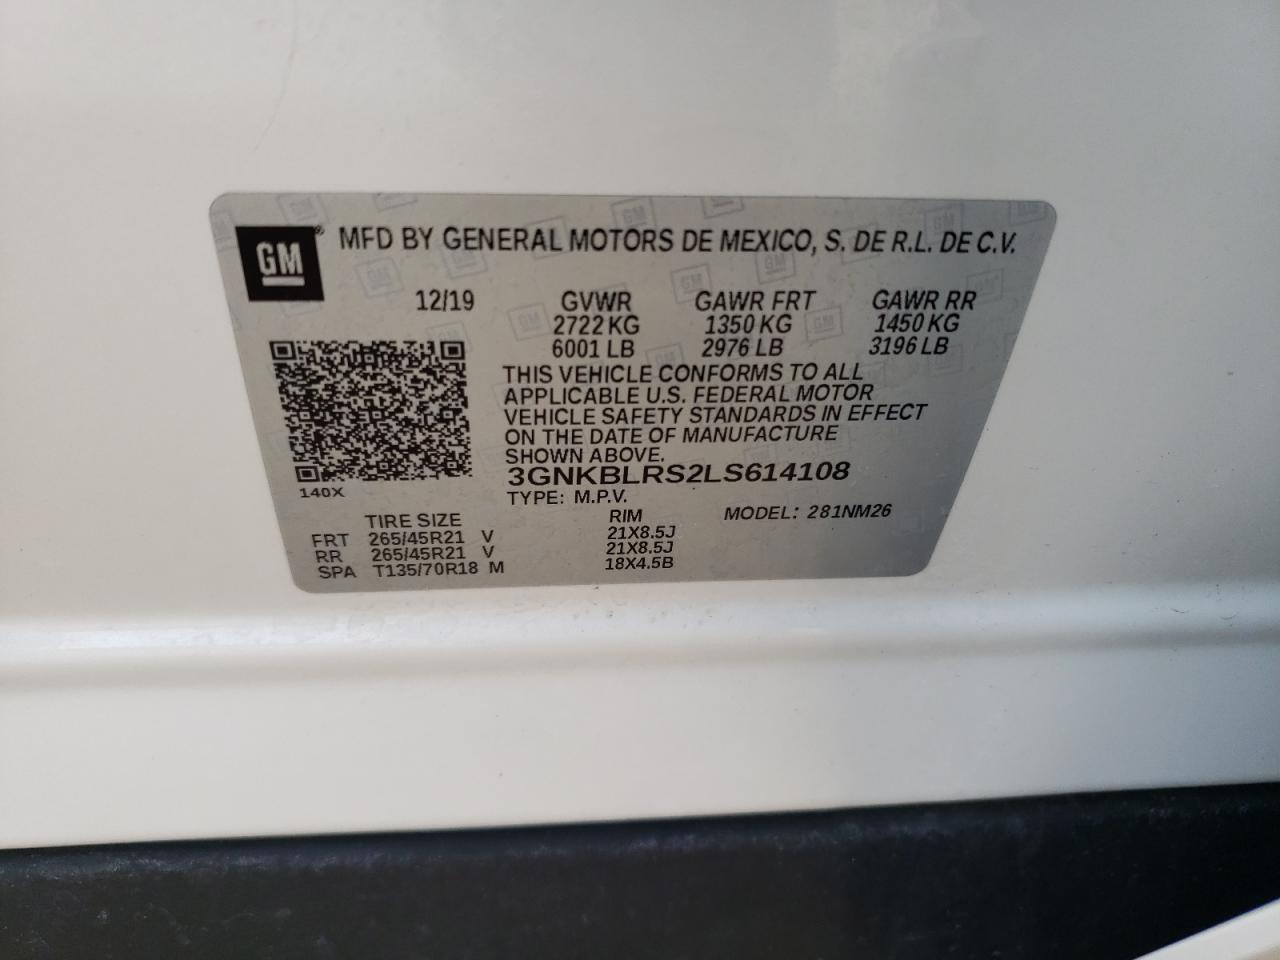 GM® MFD BY GENERAL MOTORS DE MEXICO, S. DE R.L. DE C.V.
12/19 GVWR GAWR FRT GAWR RR
2722 KG 1350 KG 1450 KG
6001 LB 2976 LB 3196 LB
THIS VEHICLE CONFORMS TO ALL
APPLICABLE U.S. FEDERAL MOTOR
VEHICLE SAFETY STANDARDS IN EFFECT
ON THE DATE OF MANUFACTURE
SHOWN ABOVE.
3GNKBLRS2LS614108
140X
TYPE: M.P.V.
TIRE SIZE RIM MODEL: 281NM26
FRT 265/45R21 V 21X8.5J
RR 265/45R21 V 21X8.5J
SPA T135/70R18 M 18X4.5B